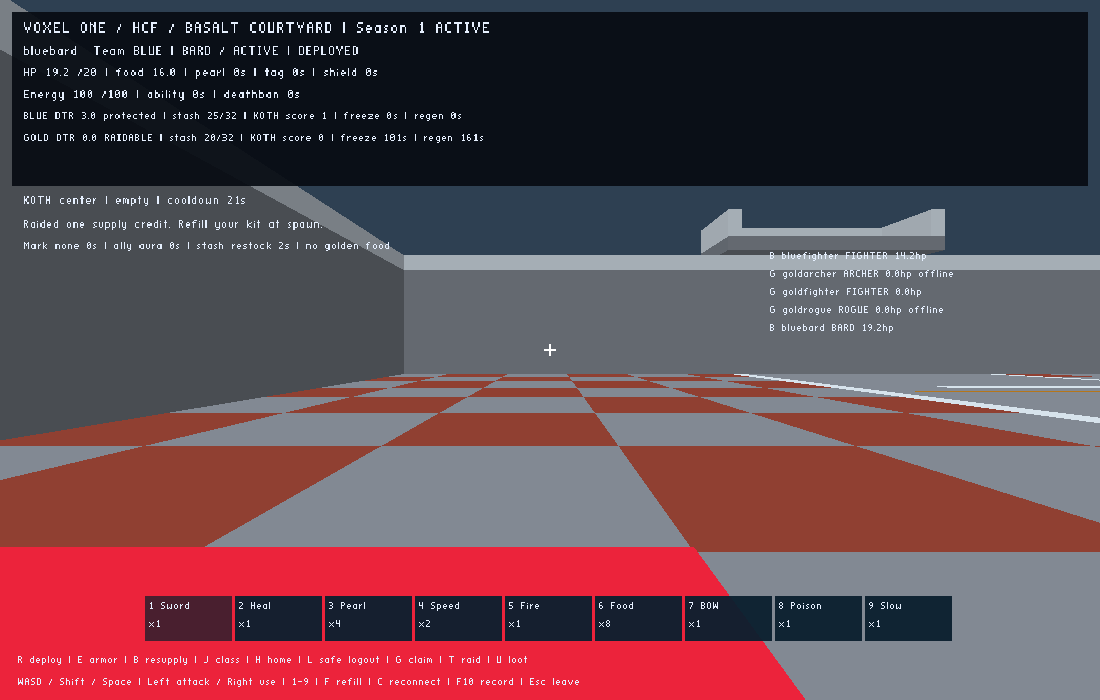 VOXEL ONE / HCF / BASALT COURTYARD | Season 1 ACTIVE
bluebard Team BLUE | BARD / ACTIVE | DEPLOYED
HP 19.2 /20 | food 16.0 | pearl 0s | tag 0s | shield 0s
Energy 100 /100 | ability 0s | deathban 0s
BLUE DTR 3.0 protected | stash 25/32 | KOTH score 1 | freeze 0s | regen 0s
GOLD DTR 0.0 RAIDABLE | stash 20/32 | KOTH score 0 | freeze 101s | regen 161s
KOTH center | empty | cooldown 21s
Raided one supply credit. Refill your kit at spawn.
Mark none 0s | ally aura 0s | stash restock 2s | no golden food
B bluefighter FIGHTER 14.2hp
G goldarcher ARCHER 0.0hp offline
G goldfighter FIGHTER 0.0hp
G goldrogue ROGUE 0.0hp offline
B bluebard BARD 19.2hp
1 Sword x1
2 Heal x1
3 Pearl x4
4 Speed x2
5 Fire x1
6 Food x8
7 BOW x1
8 Poison x1
9 Slow x1
R deploy | E armor | B resupply | J class | H home | L safe logout | G claim | T raid | U loot
WASD / Shift / Space | Left attack / Right use | 1-9 | F refill | C reconnect | F10 record | Esc leave